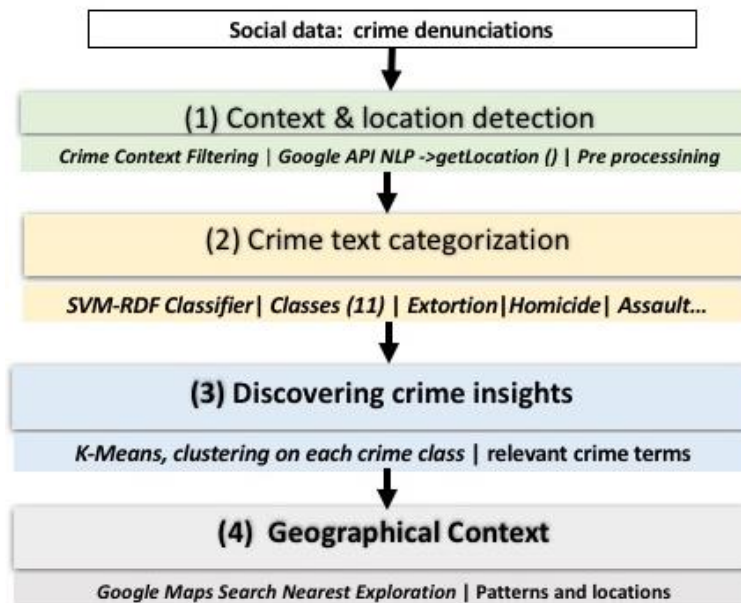 Social data: crime denunciations
(1) Context & location detection
Crime Context Filtering | Google API NLP ->getLocation () | Pre processining
(2) Crime text categorization
SVM-RDF Classifier| Classes (11) | Extortion|Homicide| Assault...
(3) Discovering crime insights
K-Means, clustering on each crime class | relevant crime terms
(4) Geographical Context
Google Maps Search Nearest Exploration | Patterns and locations